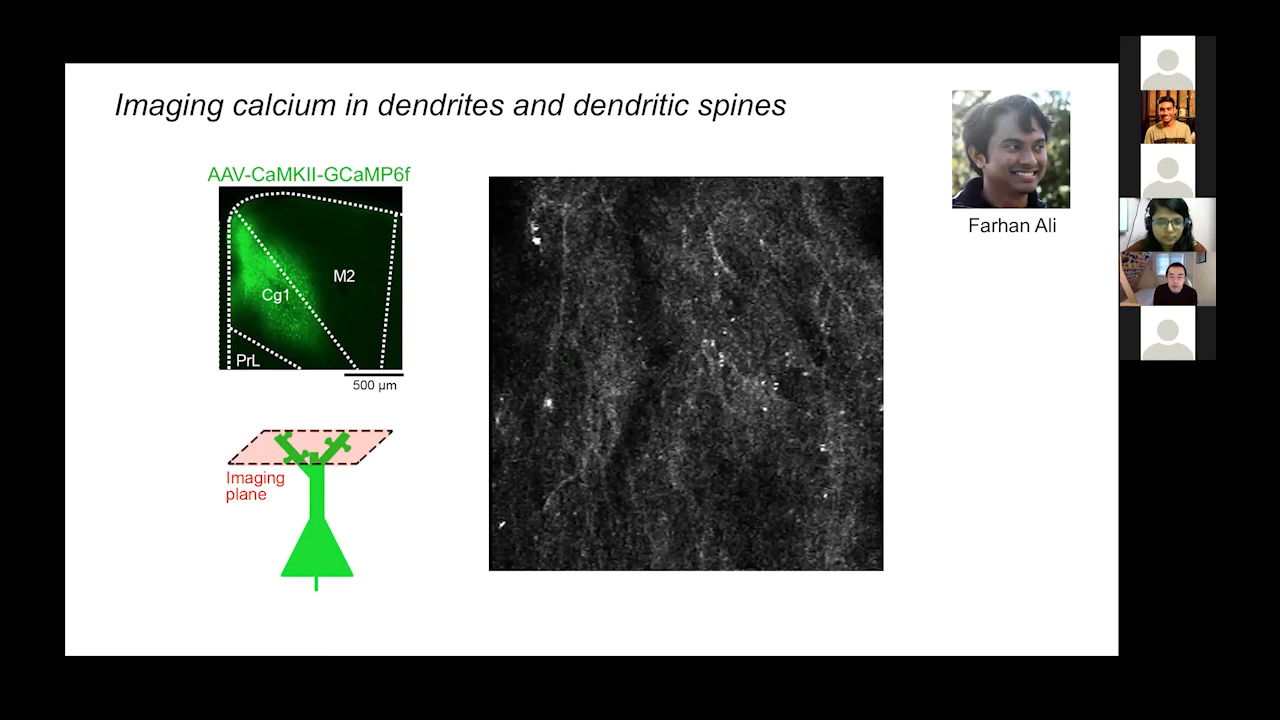 Imaging calcium in dendrites and dendritic spines
AAV-CaMKII-GCaMP6f
M2
Cg1
PrL
500 µm
Imaging
plane
Farhan Ali